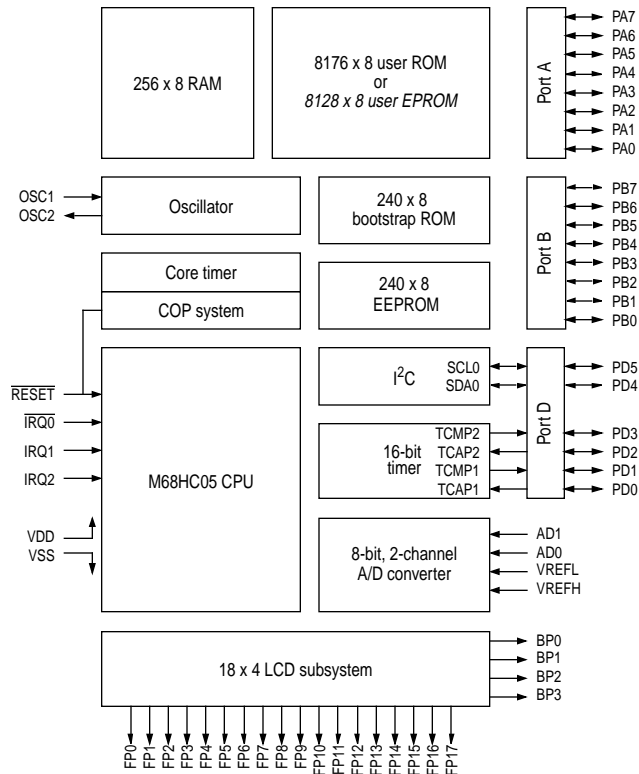 256 x 8 RAM
8176 x 8 user ROM
or
8128 x 8 user EPROM
Port A
PA7
PA6
PA5
PA4
PA3
PA2
PA1
PA0
OSC1
OSC2
Oscillator
240 x 8
bootstrap ROM
Port B
PB7
PB6
PB5
PB4
PB3
PB2
PB1
PB0
Core timer
COP system
240 x 8
EEPROM
RESET
IRQ0
IRQ1
IRQ2
VDD
VSS
M68HC05 CPU
I²C
SCL0
SDA0
16-bit
timer
TCMP2
TCAP2
TCMP1
TCAP1
Port D
PD5
PD4
PD3
PD2
PD1
PD0
8-bit, 2-channel
A/D converter
AD1
AD0
VREFL
VREFH
18 x 4 LCD subsystem
BP0
BP1
BP2
BP3
FP0
FP1
FP2
FP3
FP4
FP5
FP6
FP7
FP8
FP9
FP10
FP11
FP12
FP13
FP14
FP15
FP16
FP17